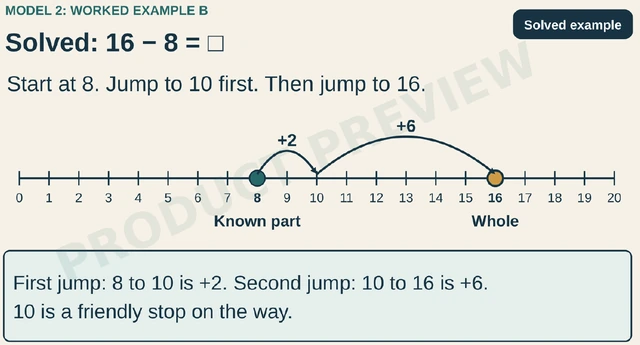 MODEL 2: WORKED EXAMPLE B
Solved example
Solved: 16 − 8 = □
Start at 8. Jump to 10 first. Then jump to 16.
PRODUCT PREVIEW
+2
+6
0 1 2 3 4 5 6 7 8 9 10 11 12 13 14 15 16 17 18 19 20
Known part
Whole
First jump: 8 to 10 is +2. Second jump: 10 to 16 is +6.
10 is a friendly stop on the way.